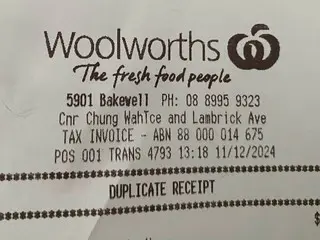 Woolworths
The fresh food people
5901 Bakewell PH: 08 8995 9323
Cnr Chung WahTce and Lambrick Ave
TAX INVOICE - ABN 88 000 014 675
POS 001 TRANS 4793 13:18 11/12/2024
DUPLICATE RECEIPT
$